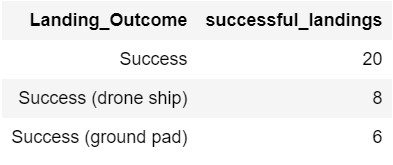 Landing_Outcome successful_landings
Success 20
Success (drone ship) 8
Success (ground pad) 6